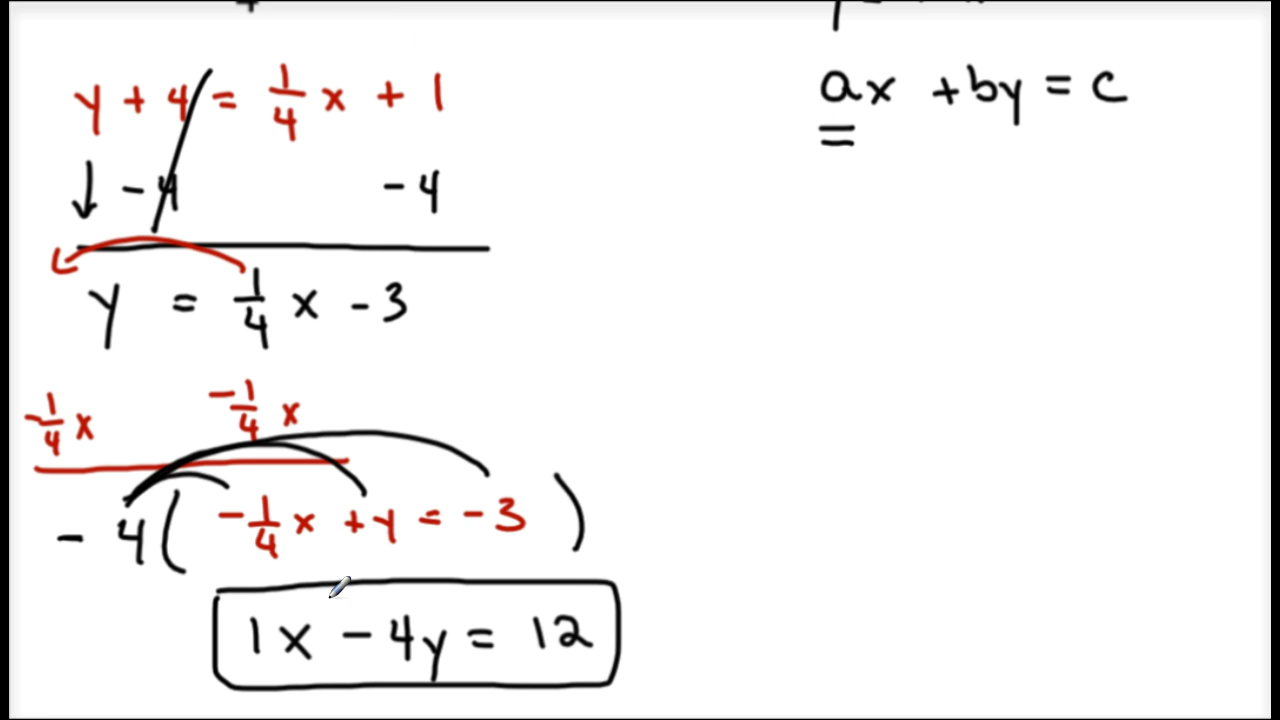 y + 4 = 1/4 x + 1
- 4 - 4
y = 1/4 x - 3
-1/4 x -1/4 x
- 4( -1/4 x + y = -3 )
1x - 4y = 12
ax + by = c